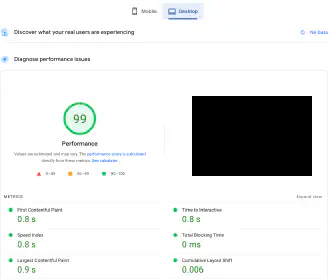 Mobile Desktop
Discover what your real users are experiencing No Data
Diagnose performance issues
99
Performance
Values are estimated and may vary. The performance score is calculated
directly from these metrics. See calculator.
0–49 50–89 90–100
METRICS Expand view
First Contentful Paint Time to Interactive
0.8 s 0.8 s
Speed Index Total Blocking Time
0.8 s 0 ms
Largest Contentful Paint Cumulative Layout Shift
0.9 s 0.006